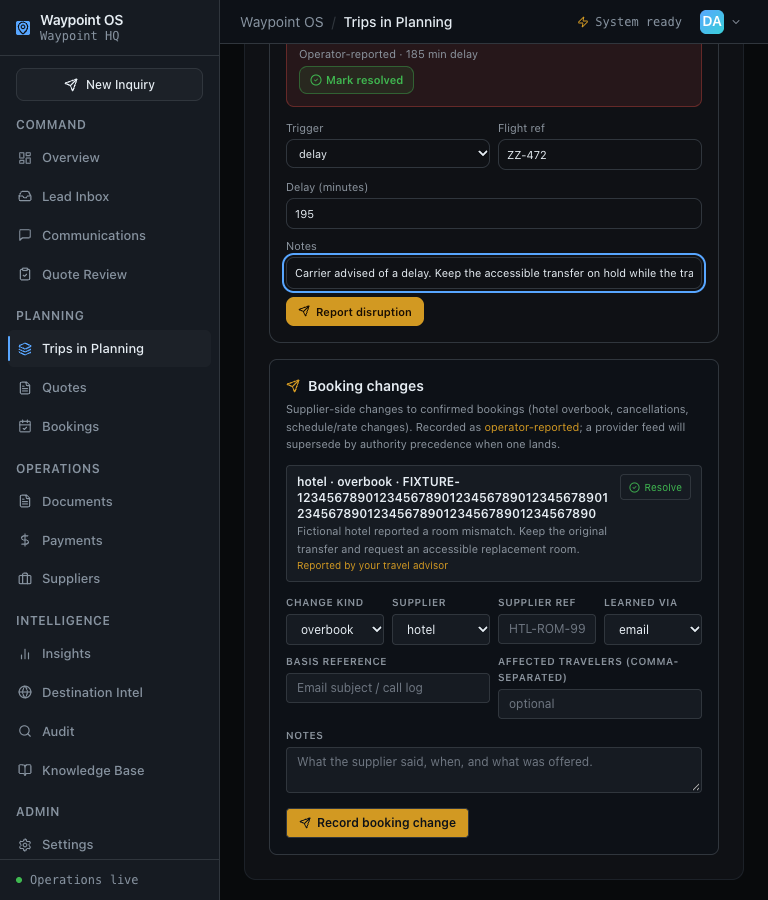 Waypoint OS
Waypoint HQ
New Inquiry
COMMAND
Overview
Lead Inbox
Communications
Quote Review
PLANNING
Trips in Planning
Quotes
Bookings
OPERATIONS
Documents
Payments
Suppliers
INTELLIGENCE
Insights
Destination Intel
Audit
Knowledge Base
ADMIN
Settings
Operations live
Waypoint OS / Trips in Planning
System ready
DA
Operator-reported · 185 min delay
Mark resolved
Trigger
delay
Flight ref
ZZ-472
Delay (minutes)
195
Notes
Carrier advised of a delay. Keep the accessible transfer on hold while the tra
Report disruption
Booking changes
Supplier-side changes to confirmed bookings (hotel overbook, cancellations,
schedule/rate changes). Recorded as operator-reported; a provider feed will
supersede by authority precedence when one lands.
hotel · overbook · FIXTURE-
12345678901234567890123456789012345678901
234567890123456789012345678901234567890
Resolve
Fictional hotel reported a room mismatch. Keep the original
transfer and request an accessible replacement room.
Reported by your travel advisor
CHANGE KIND
overbook
SUPPLIER
hotel
SUPPLIER REF
HTL-ROM-99
LEARNED VIA
email
BASIS REFERENCE
Email subject / call log
AFFECTED TRAVELERS (COMMA-
SEPARATED)
optional
NOTES
What the supplier said, when, and what was offered.
Record booking change